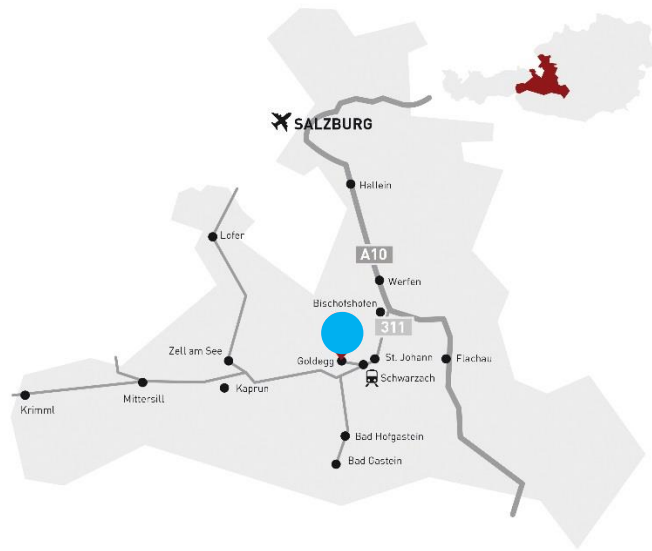 SALZBURG
Hallein
Lofer
A10
Werfen
Bischofshofen
311
Zell am See
Goldegg
St. Johann
Flachau
Schwarzach
Kaprun
Mittersill
Krimml
Bad Hofgastein
Bad Gastein